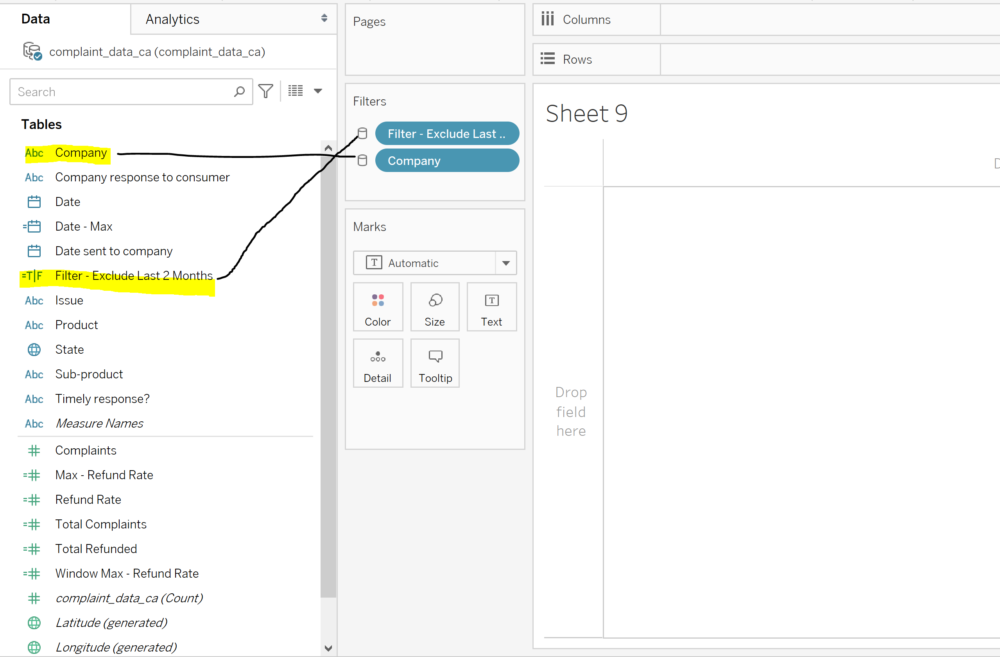 Data
Analytics
complaint_data_ca (complaint_data_ca)
Search
Tables
Abc Company
Abc Company response to consumer
Date
=Date - Max
Date sent to company
=T|F Filter - Exclude Last 2 Months
Abc Issue
Abc Product
State
Abc Sub-product
Abc Timely response?
Abc Measure Names
# Complaints
=# Max - Refund Rate
=# Refund Rate
=# Total Complaints
=# Total Refunded
=# Window Max - Refund Rate
# complaint_data_ca (Count)
Latitude (generated)
Longitude (generated)
Pages
Filters
Filter - Exclude Last ..
Company
Marks
T Automatic
Color
Size
T Text
Detail
Tooltip
Columns
Rows
Sheet 9
D
Drop
field
here